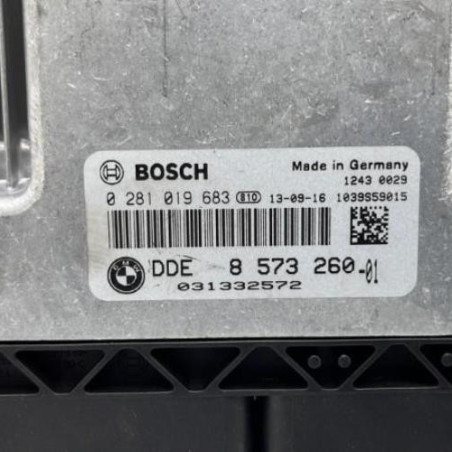 BOSCH
Made in Germany
1243 0029
0 281 019 683 810 13-09-16 1039S59015
DDE 8 573 260-01
031332572